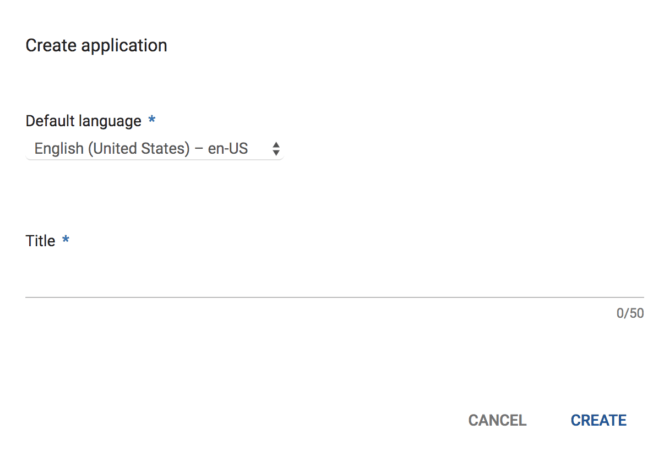 Create application
Default language *
English (United States) – en-US
Title *
0/50
CANCEL CREATE